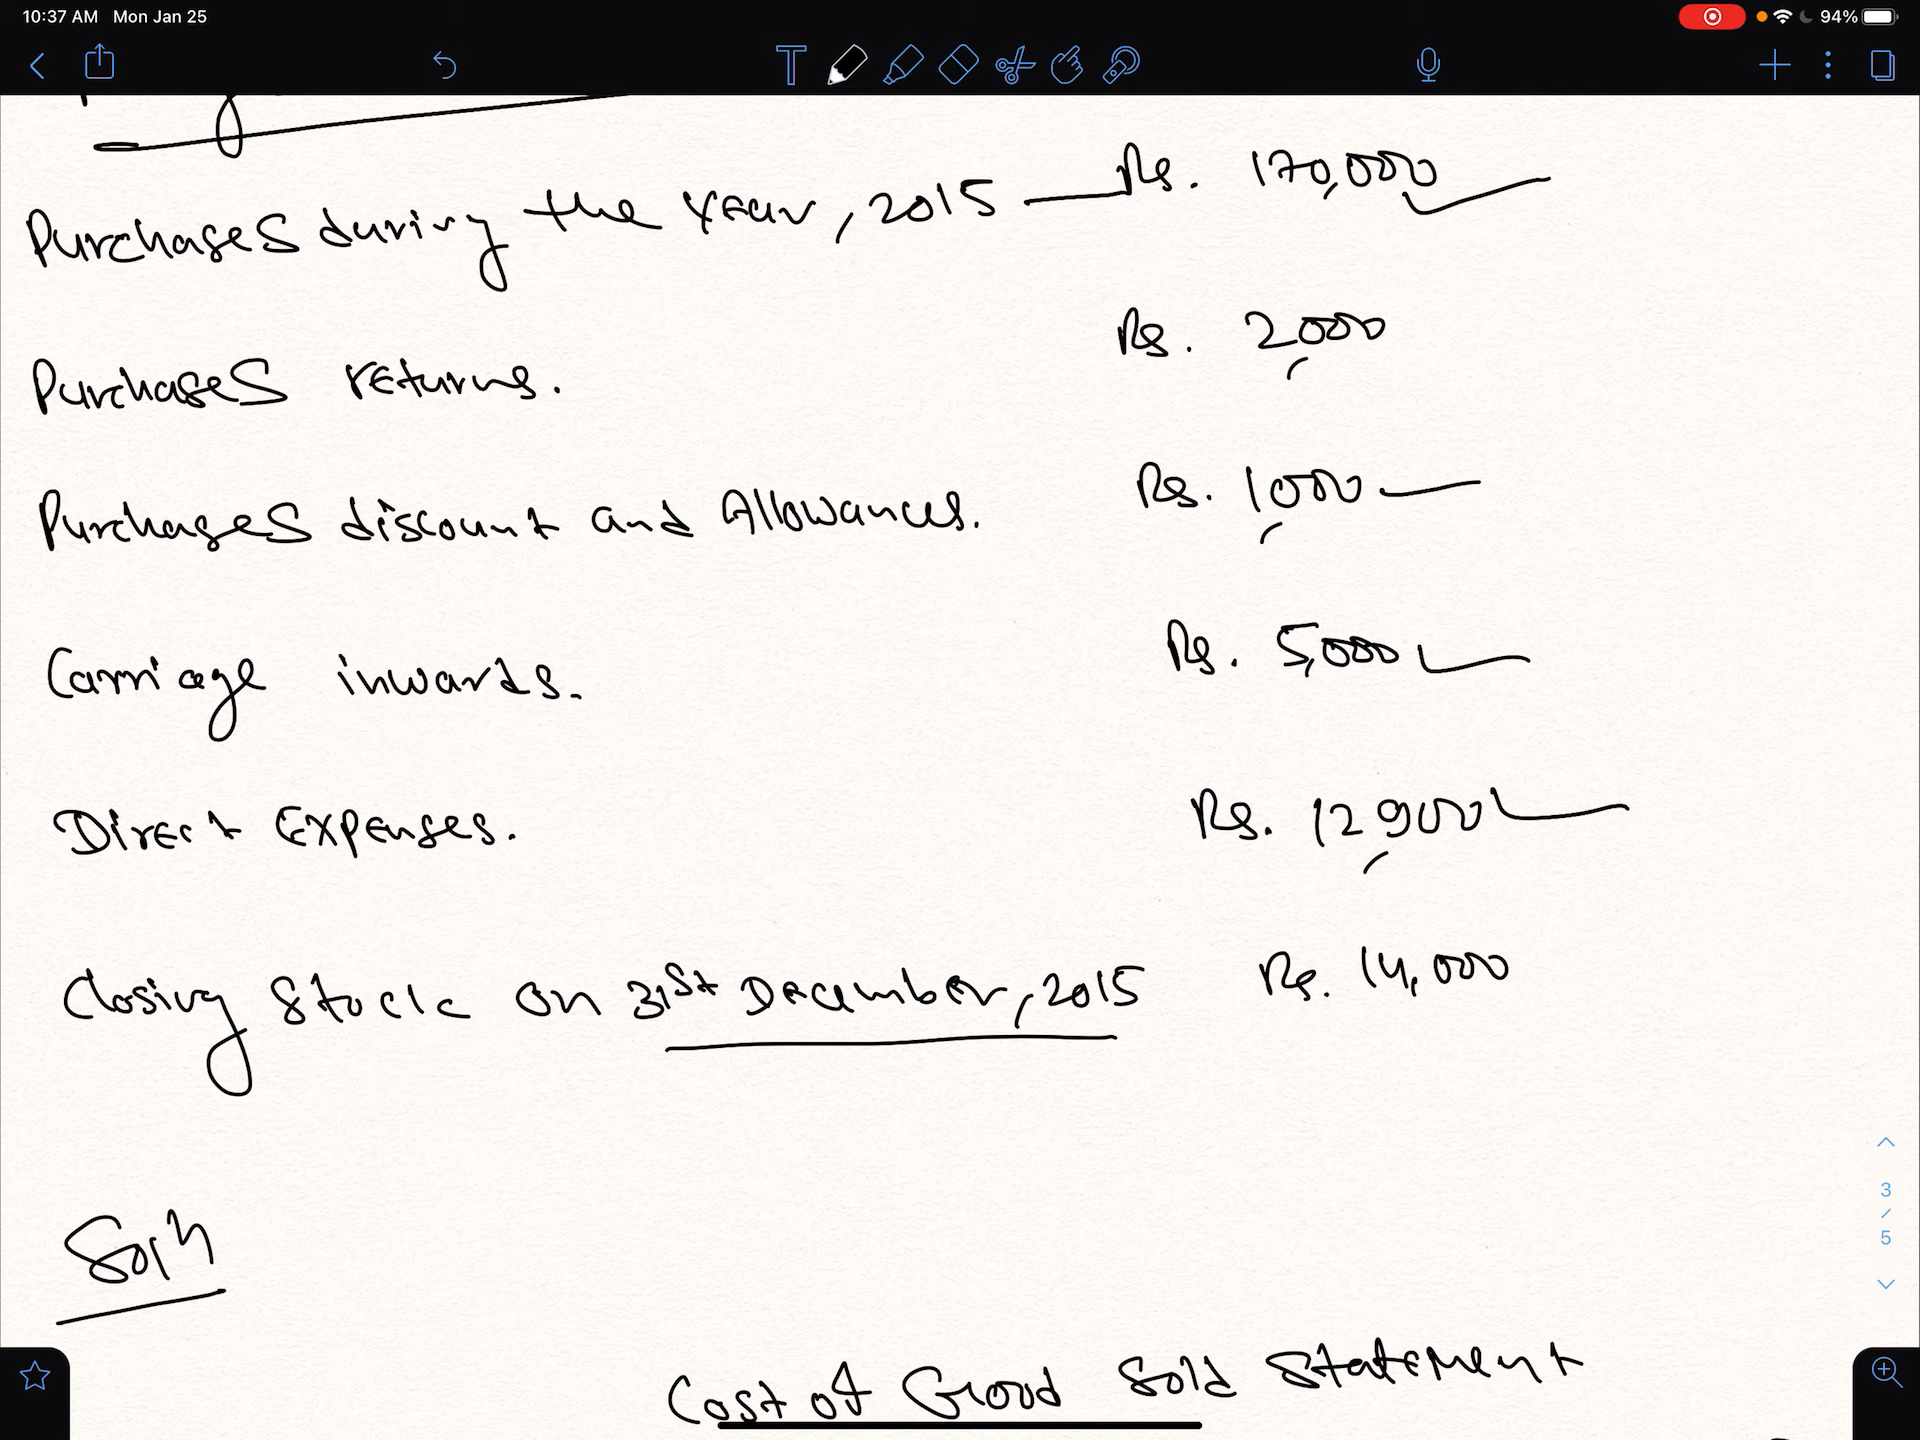 10:37 AM Mon Jan 25
94%
T
Purchases during the year, 2015 Rs. 170,000
Purchases returns. Rs. 2,000
Purchases discount and Allowances. Rs. 1,000
Carriage inwards. Rs. 5,000
Direct Expenses. Rs. 12,900
Closing Stock on 31st December, 2015 Rs. 14,000
3
/
5
Soln
Cost of Good Sold Statement